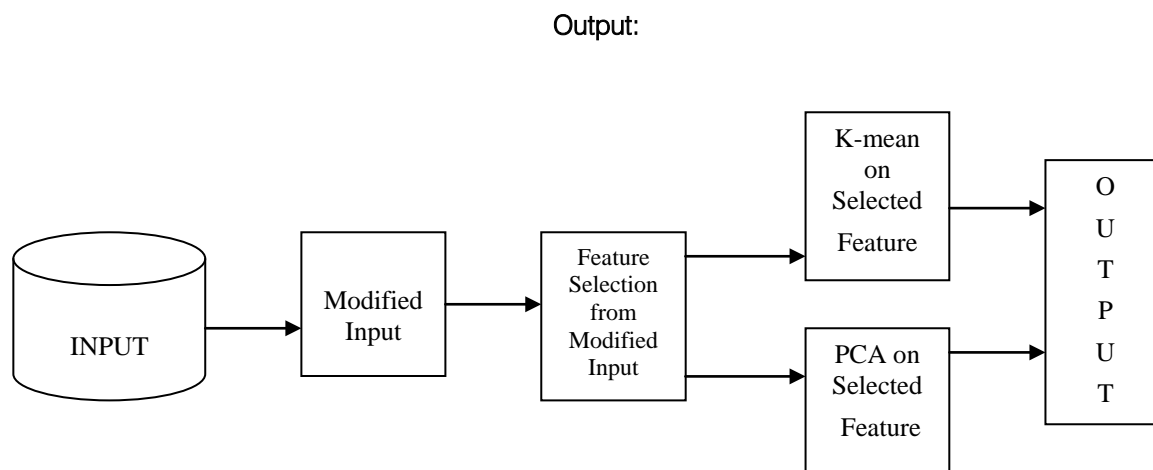 Output:
INPUT
Modified
Input
Feature
Selection
from
Modified
Input
K-mean
on
Selected
Feature
PCA on
Selected
Feature
O
U
T
P
U
T